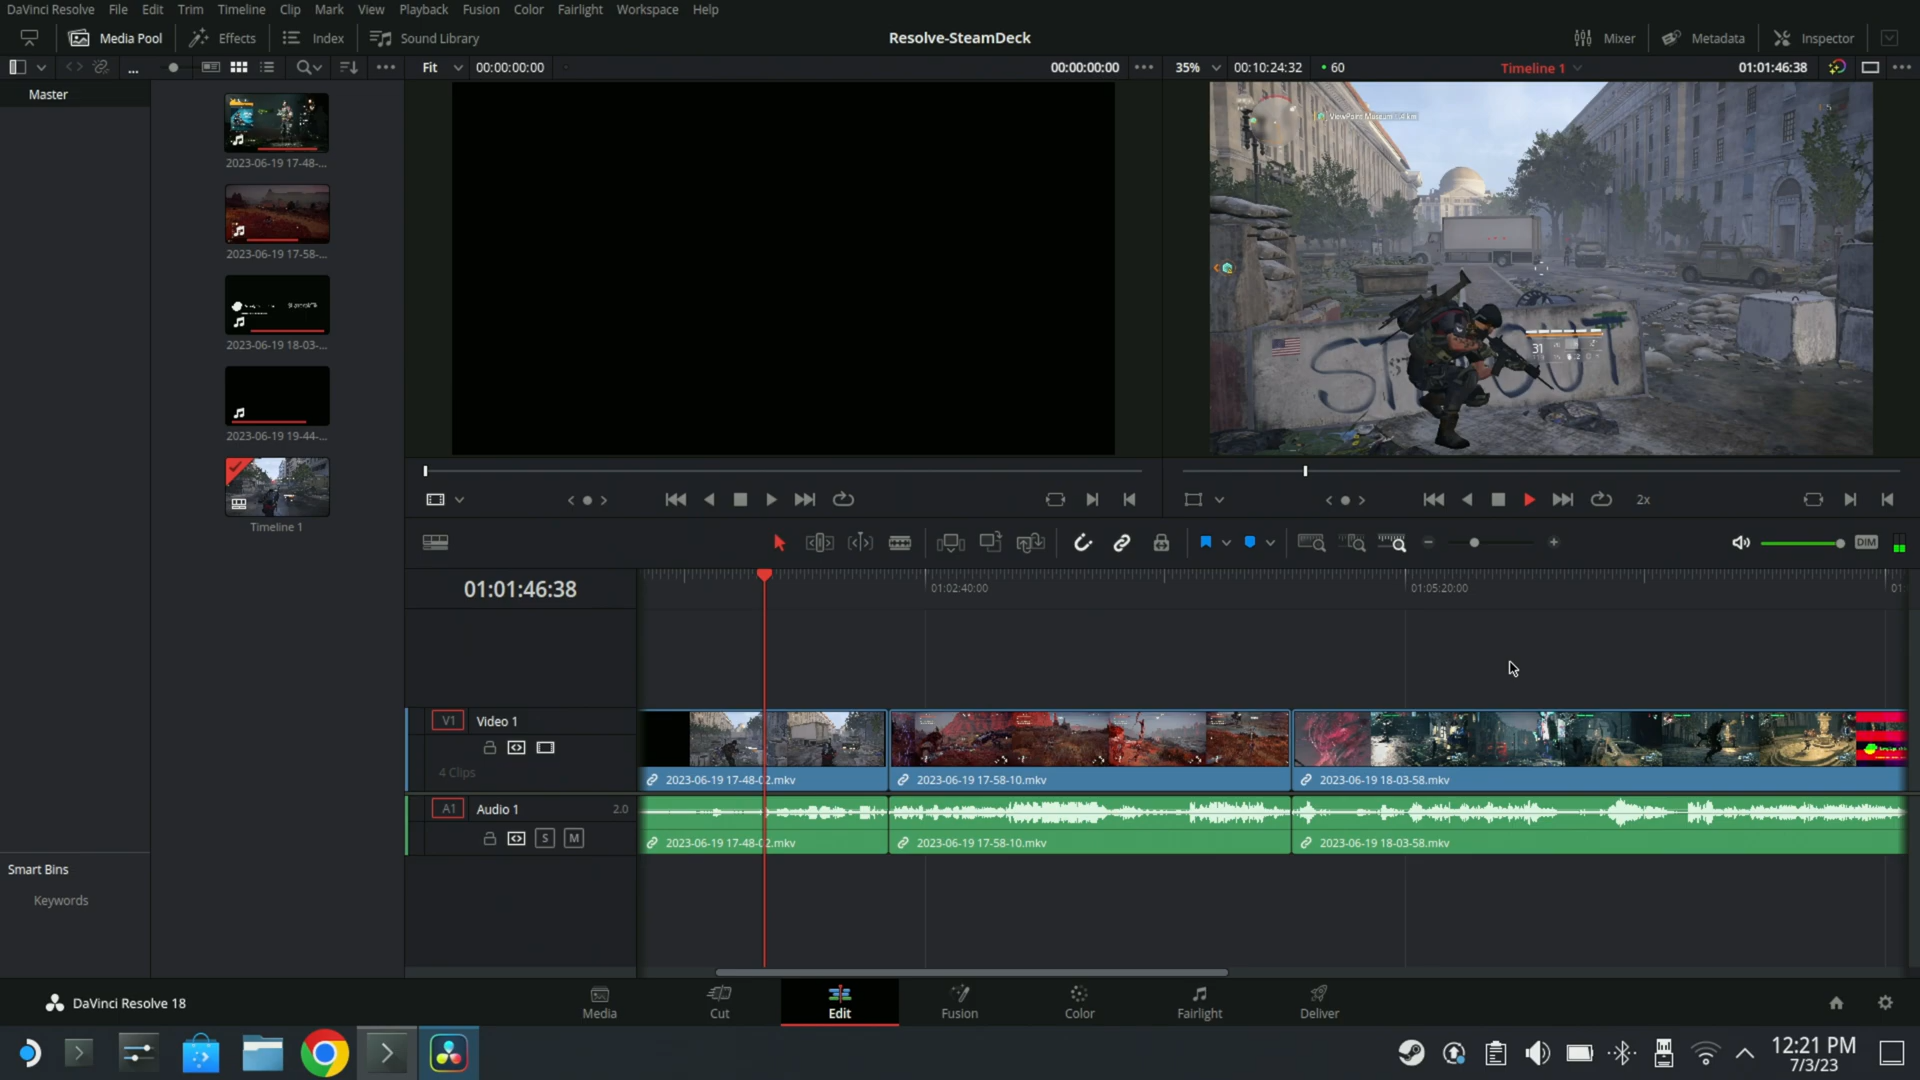 DaVinci Resolve File Edit Trim Timeline Clip Mark View Playback Fusion Color Fairlight Workspace Help
Media Pool Effects Index Sound Library Resolve-SteamDeck Mixer Metadata Inspector
... Fit 00:00:00:00 00:00:00:00 ••• 35% 00:10:24:32 • 60 Timeline 1 01:01:46:38 •••
Master
2023-06-19 17-48-...
2023-06-19 17-58-...
2023-06-19 18-03-...
2023-06-19 19-44-...
Timeline 1
ViewPoint Museum
31
2x
DIM
01:01:46:38
01:02:40:00 01:05:20:00 01:
V1 Video 1
4 Clips
2023-06-19 17-48-02.mkv 2023-06-19 17-58-10.mkv 2023-06-19 18-03-58.mkv
A1 Audio 1 2.0
S M
2023-06-19 17-48-02.mkv 2023-06-19 17-58-10.mkv 2023-06-19 18-03-58.mkv
Smart Bins
Keywords
DaVinci Resolve 18
Media Cut Edit Fusion Color Fairlight Deliver
12:21 PM
7/3/23